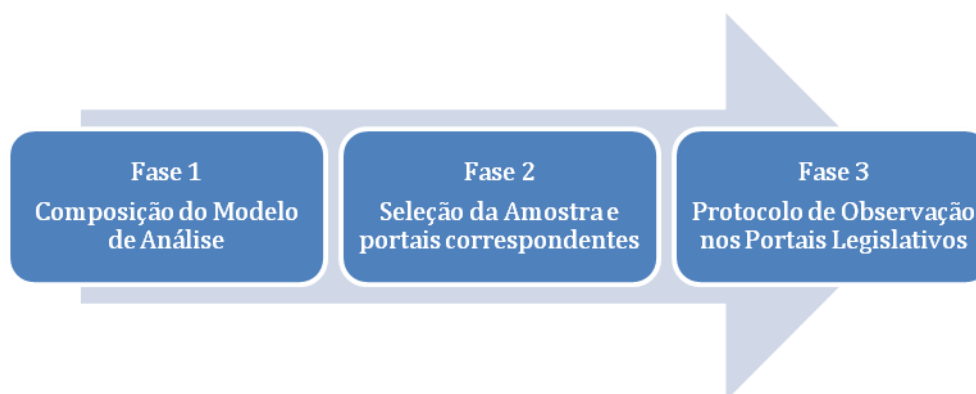 Fase 1
Composição do Modelo
de Análise
Fase 2
Seleção da Amostra e
portais correspondentes
Fase 3
Protocolo de Observação
nos Portais Legislativos